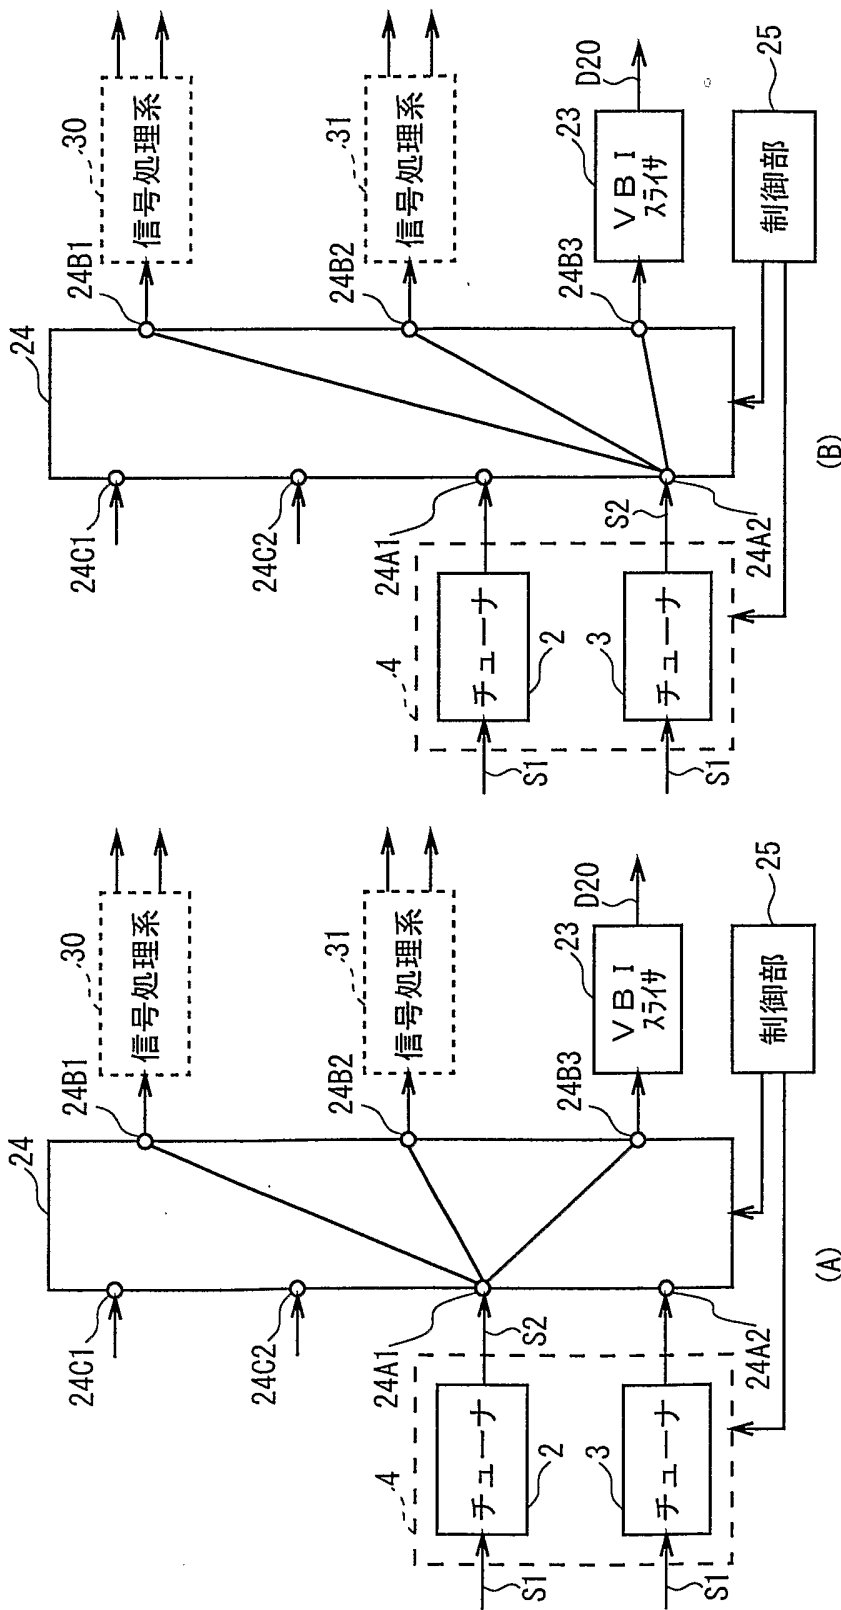 24
24C1
24C2
24A1
24A2
24B1
24B2
24B3
30
信号処理系
31
信号処理系
23
VBI
スライサ
D20
25
制御部
4
チューナ
2
チューナ
3
S1
S1
S2
(A)
24
24C1
24C2
24A1
24A2
24B1
24B2
24B3
30
信号処理系
31
信号処理系
23
VBI
スライサ
D20
25
制御部
4
チューナ
2
チューナ
3
S1
S1
S2
(B)